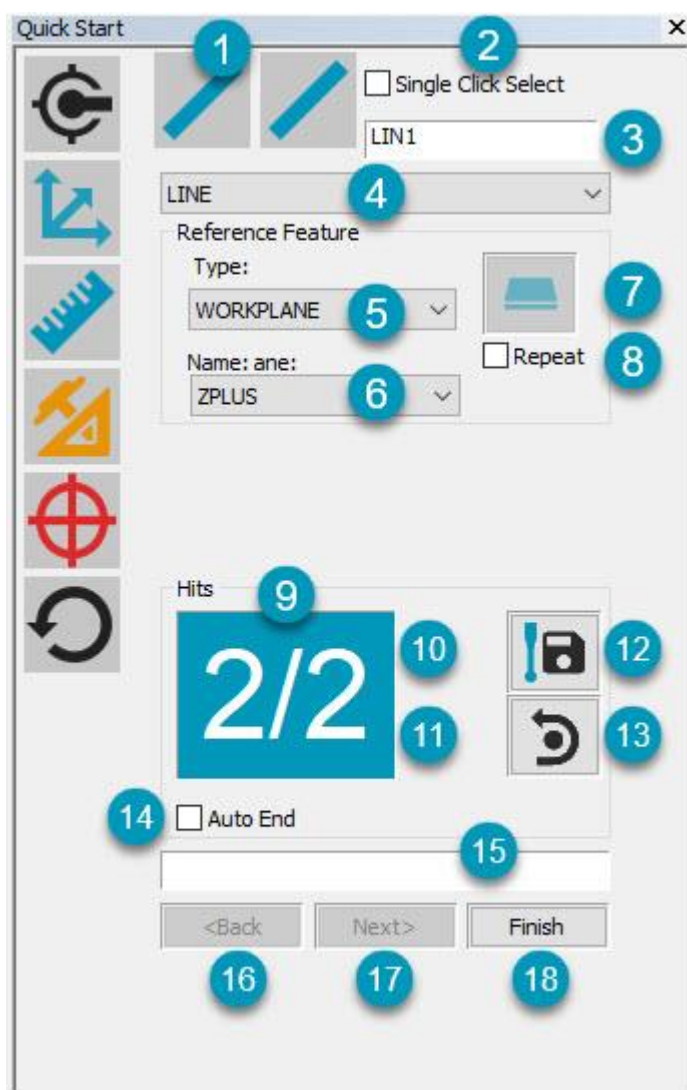 Quick Start
1
2
Single Click Select
LIN1
3
LINE
4
Reference Feature
Type:
WORKPLANE
5
7
Repeat
8
Name: ane:
ZPLUS
6
Hits
9
2/2
10
11
12
13
14
Auto End
15
<Back
Next>
Finish
16
17
18